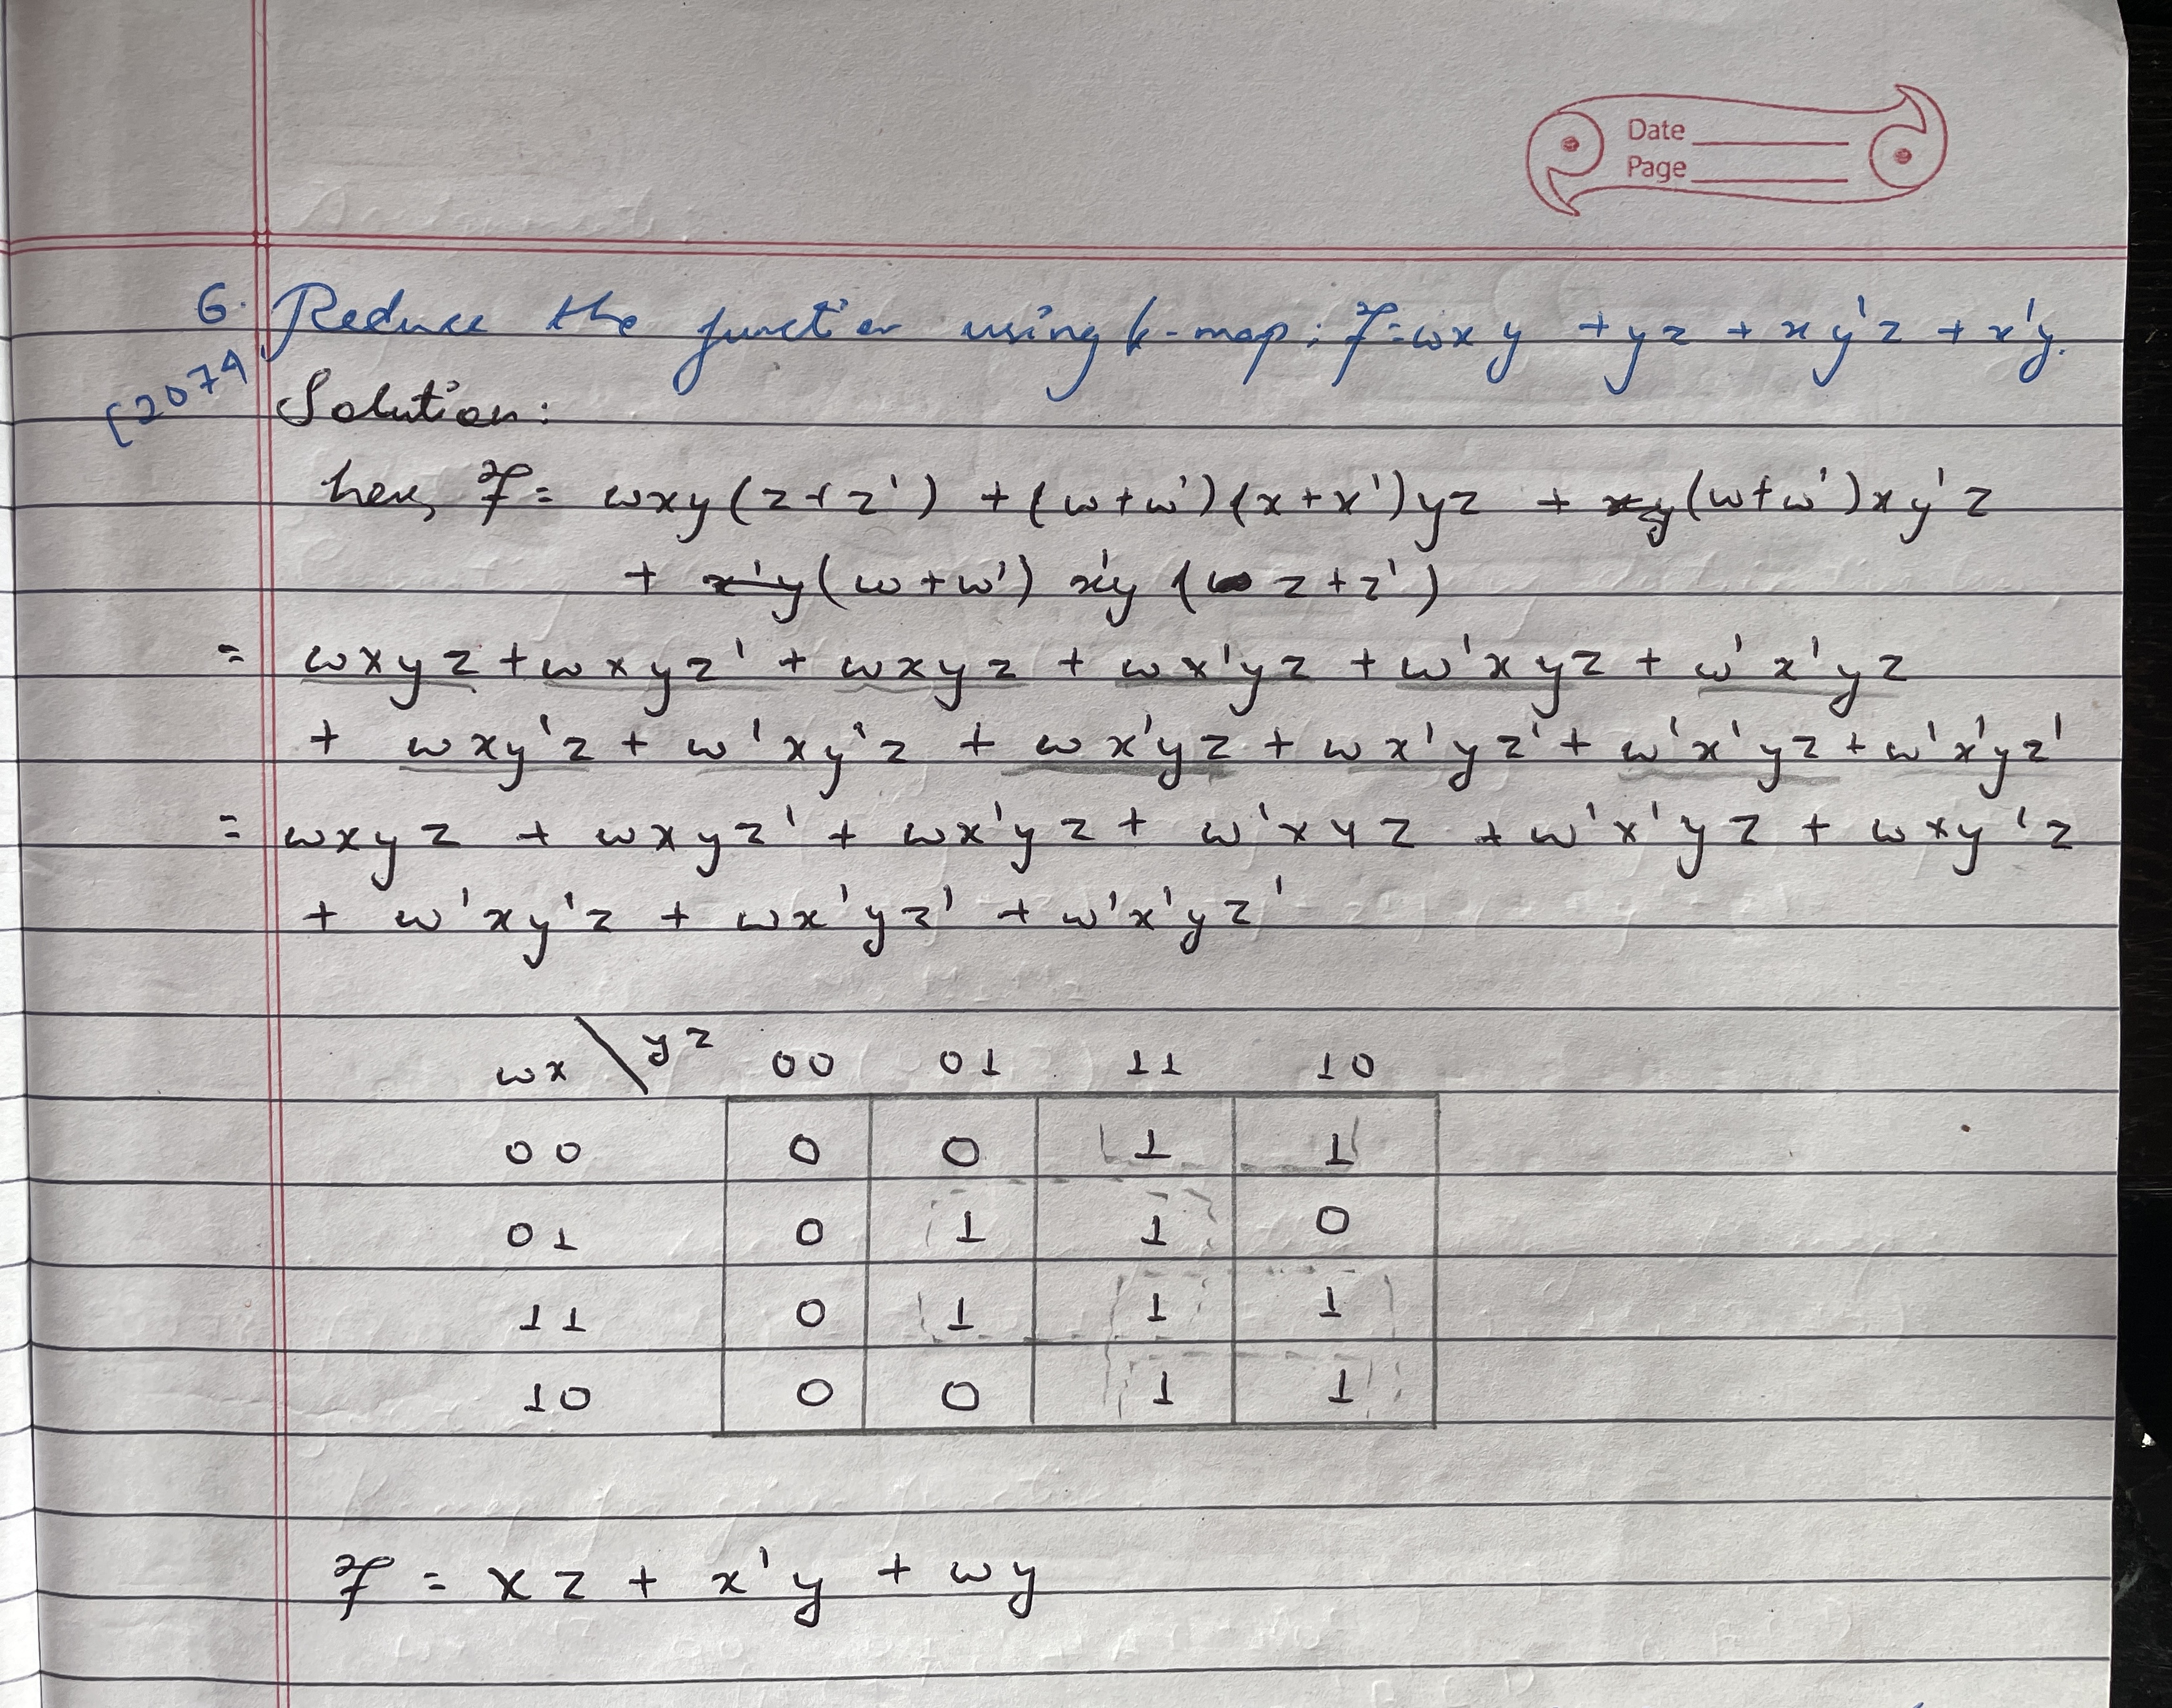 Date
Page
6. Reduce the function using k-map: F=wxy + yz + xy'z + x'y.
[2074
Solution:
here, F = wxy(z+z') + (w+w')(x+x')yz + (w+w')xy'z
+ (w+w') x'y (z+z')
= wxyz + wxyz' + wxyz + wx'yz + w'xyz + w'x'yz
+ wxy'z + w'xy'z + wx'yz + wx'yz' + w'x'yz + w'x'yz'
= wxyz + wxyz' + wx'yz + w'xyz + w'x'yz + wxy'z
+ w'xy'z + wx'yz' + w'x'yz'
wx \ yz 00 01 11 10
00 0 0 1 1
01 0 1 1 0
11 0 1 1 1
10 0 0 1 1
F = xz + x'y + wy